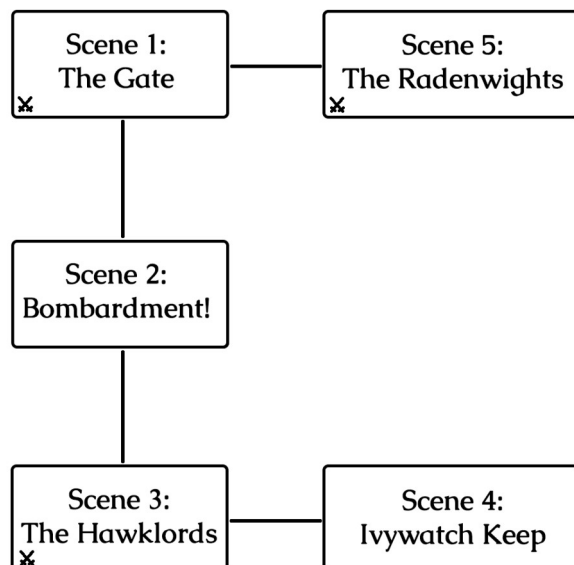 Scene 1:
The Gate
Scene 5:
The Radenwights
Scene 2:
Bombardment!
Scene 3:
The Hawklords
Scene 4:
Ivywatch Keep